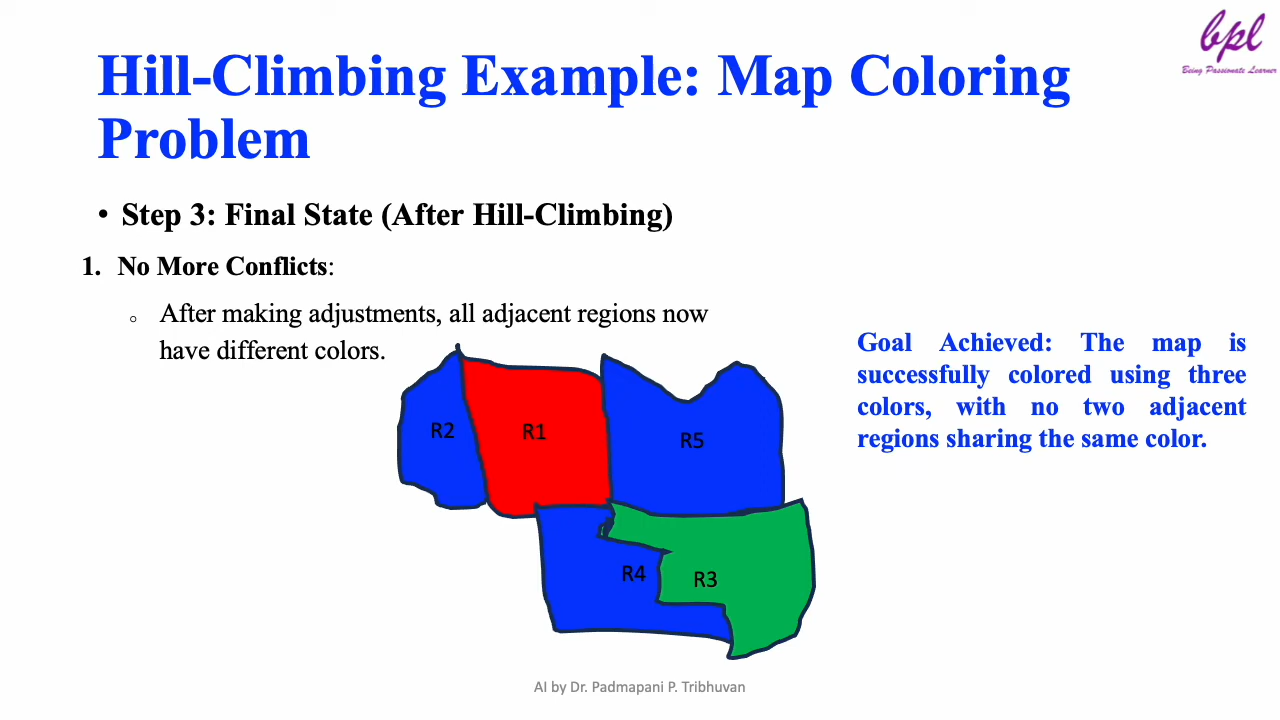 bpl
Being Passionate Learner
Hill-Climbing Example: Map Coloring
Problem
• Step 3: Final State (After Hill-Climbing)
1. No More Conflicts:
○ After making adjustments, all adjacent regions now
have different colors.
Goal Achieved: The map is
successfully colored using three
colors, with no two adjacent
regions sharing the same color.
R2
R1
R5
R4
R3
AI by Dr. Padmapani P. Tribhuvan